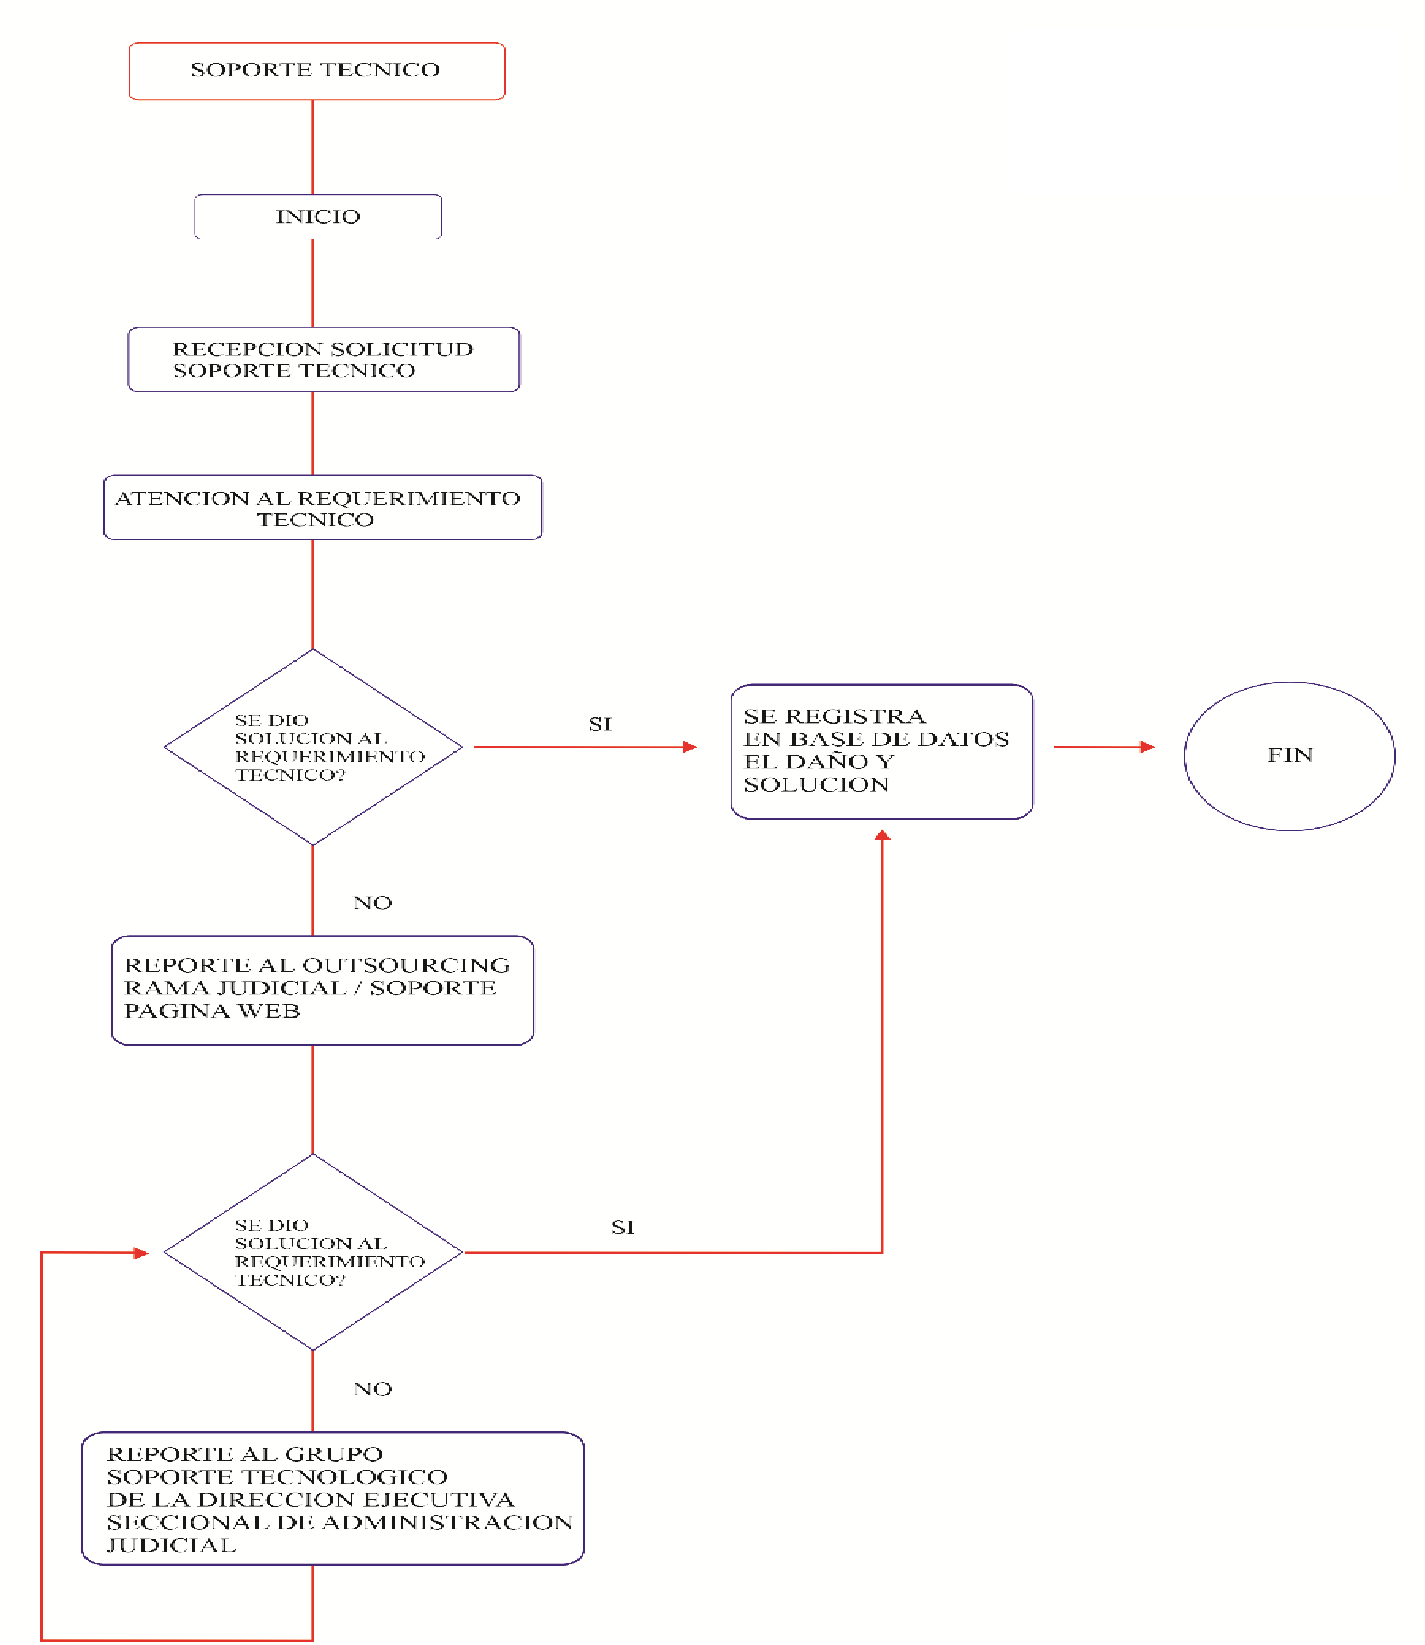 SOPORTE TECNICO
INICIO
RECEPCION SOLICITUD
SOPORTE TECNICO
ATENCION AL REQUERIMIENTO
TECNICO
SE DIO
SOLUCION AL
REQUERIMIENTO
TECNICO?
SI
SE REGISTRA
EN BASE DE DATOS
EL DAÑO Y
SOLUCION
FIN
NO
REPORTE AL OUTSOURCING
RAMA JUDICIAL / SOPORTE
PAGINA WEB
SE DIO
SOLUCION AL
REQUERIMIENTO
TECNICO?
SI
NO
REPORTE AL GRUPO
SOPORTE TECNOLOGICO
DE LA DIRECCION EJECUTIVA
SECCIONAL DE ADMINISTRACION
JUDICIAL